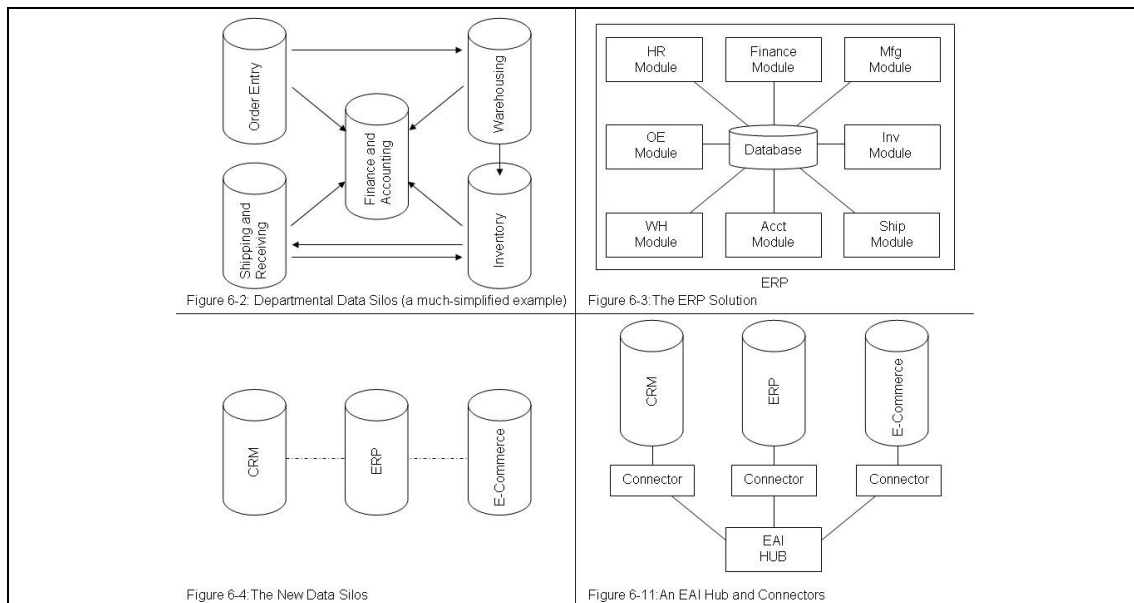 Order Entry
Warehousing
Finance and
Accounting
Shipping and
Receiving
Inventory
Figure 6-2: Departmental Data Silos (a much-simplified example)
HR
Module
Finance
Module
Mfg
Module
OE
Module
Database
Inv
Module
WH
Module
Acct
Module
Ship
Module
ERP
Figure 6-3:The ERP Solution
CRM
ERP
E-Commerce
Figure 6-4:The New Data Silos
CRM
ERP
E-Commerce
Connector
Connector
Connector
EAI
HUB
Figure 6-11:An EAI Hub and Connectors